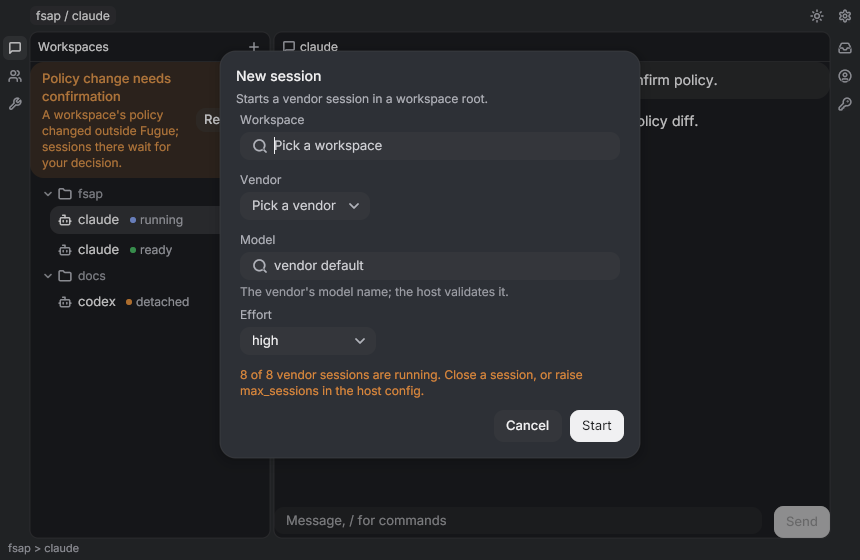 fsap / claude
Workspaces
claude
Policy change needs
confirmation
A workspace's policy
changed outside Fugue;
sessions there wait for
your decision.
Re
fsap
claude running
claude ready
docs
codex detached
nfirm policy.
olicy diff.
New session
Starts a vendor session in a workspace root.
Workspace
Pick a workspace
Vendor
Pick a vendor
Model
vendor default
The vendor's model name; the host validates it.
Effort
high
8 of 8 vendor sessions are running. Close a session, or raise
max_sessions in the host config.
Cancel
Start
Message, / for commands
Send
fsap > claude